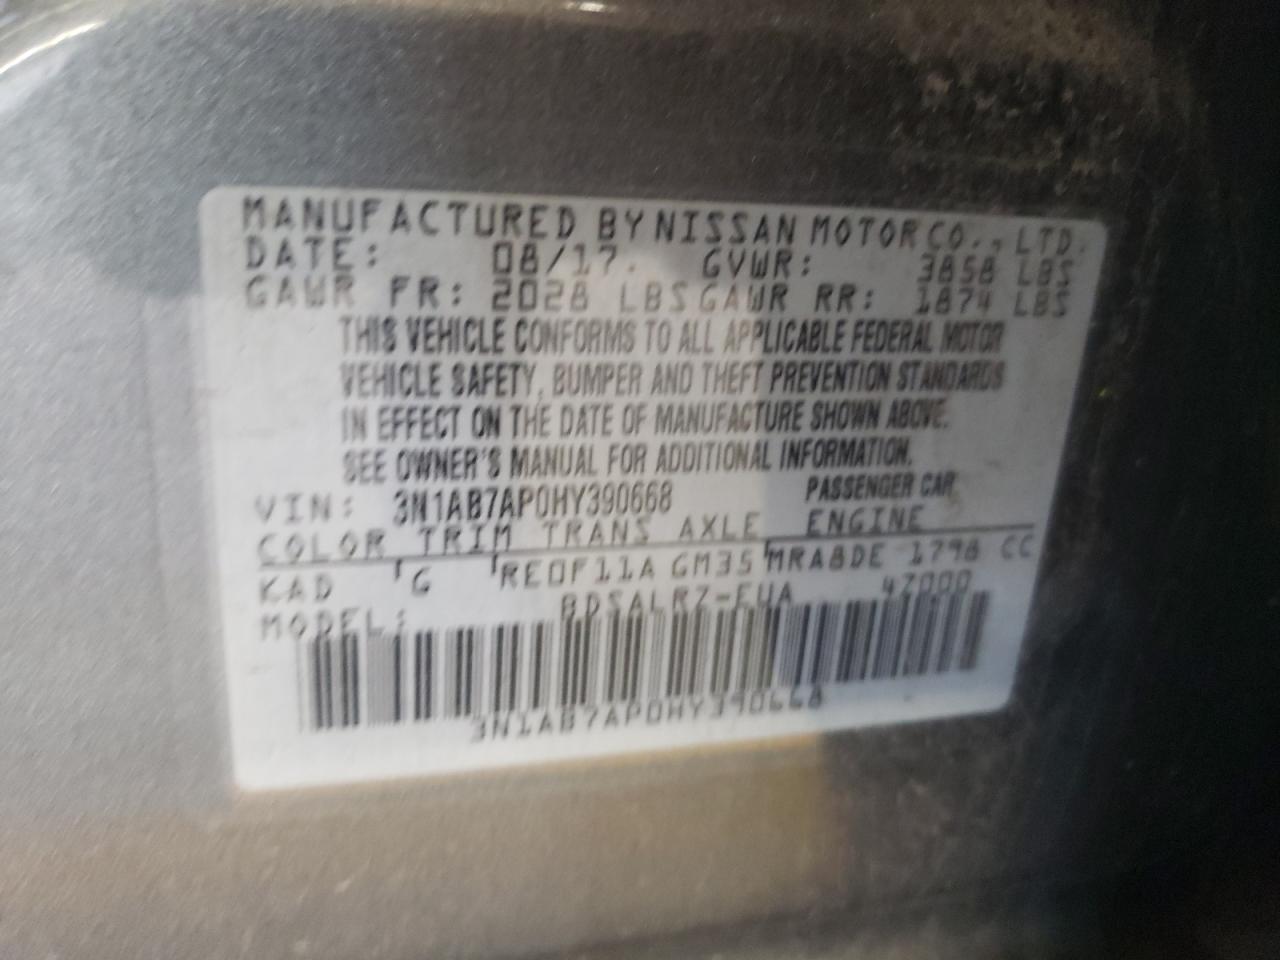 MANUFACTURED BY NISSAN MOTOR CO., LTD.
DATE: 08/17. GVWR: 3858 LBS
GAWR FR: 2028 LBS GAWR RR: 1874 LBS
THIS VEHICLE CONFORMS TO ALL APPLICABLE FEDERAL MOTOR
VEHICLE SAFETY, BUMPER AND THEFT PREVENTION STANDARDS
IN EFFECT ON THE DATE OF MANUFACTURE SHOWN ABOVE.
SEE OWNER'S MANUAL FOR ADDITIONAL INFORMATION.
VIN: 3N1AB7AP0HY390668 PASSENGER CAR
COLOR TRIM TRANS AXLE ENGINE
KAD G RE0F11A GM35 MRA8DE 1798 CC
MODEL: BDSALRZ-EUA 4Z000
3N1AB7AP0HY390668